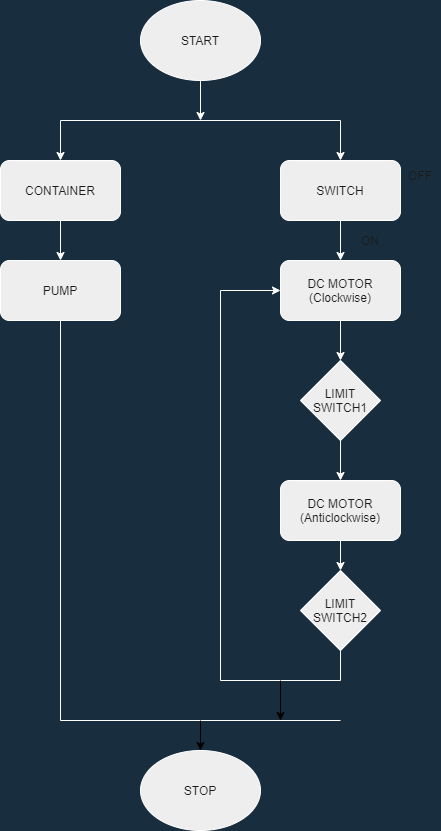 START
CONTAINER
SWITCH
OFF
ON
PUMP
DC MOTOR
(Clockwise)
LIMIT
SWITCH1
DC MOTOR
(Anticlockwise)
LIMIT
SWITCH2
STOP